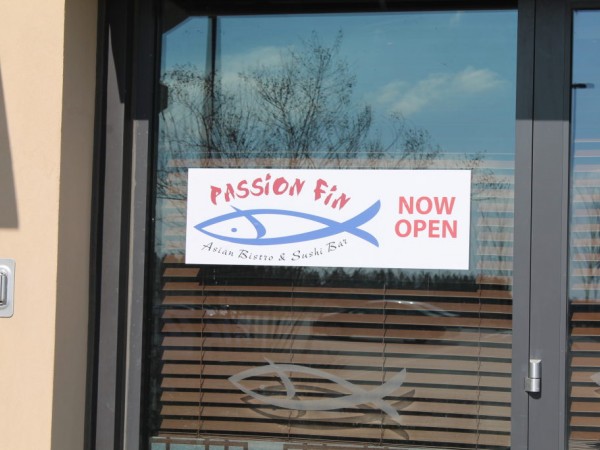 PASSION FIN
Asian Bistro & Sushi Bar
NOW
OPEN